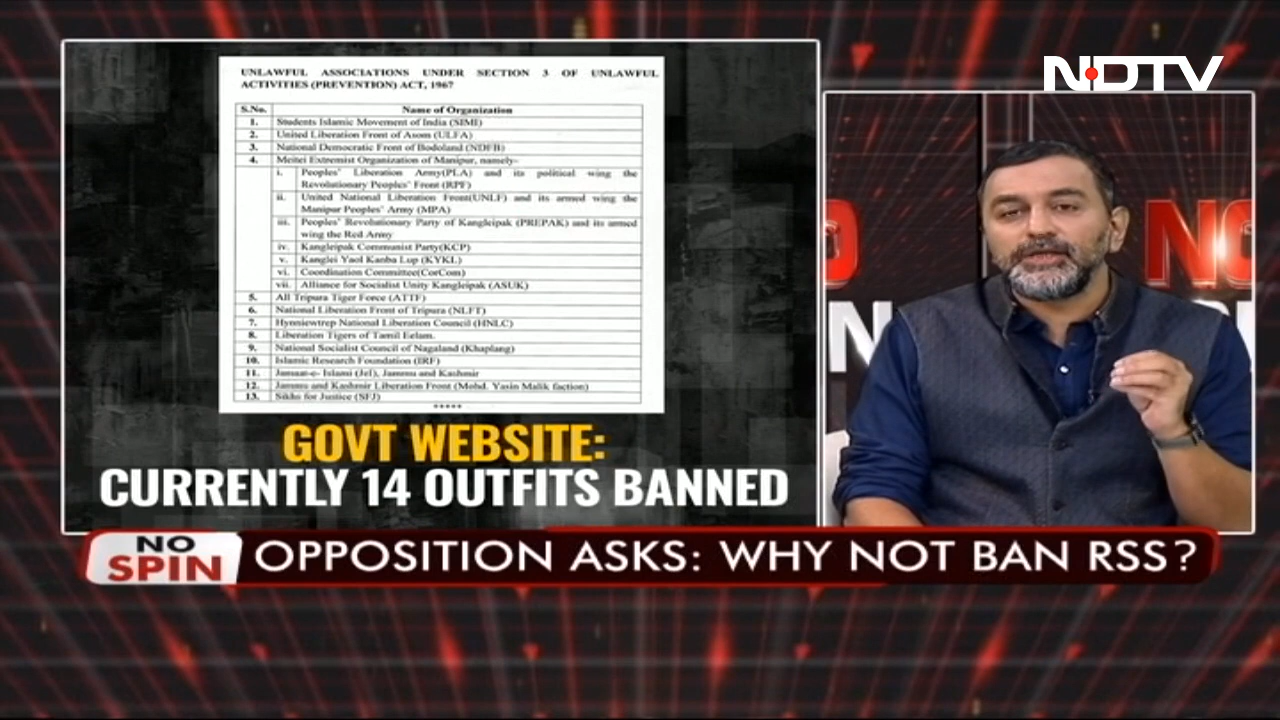 NDTV
UNLAWFUL ASSOCIATIONS UNDER SECTION 3 OF UNLAWFUL
ACTIVITIES (PREVENTION) ACT, 1967
S.No. Name of Organization
1. Students Islamic Movement of India (SIMI)
2. United Liberation Front of Asom (ULFA)
3. National Democratic Front of Bodoland (NDFB)
4. Meitei Extremist Organization of Manipur, namely-
i. Peoples' Liberation Army(PLA) and its political wing the
Revolutionary Peoples' Front (RPF)
ii. United National Liberation Front(UNLF) and its armed wing the
Manipur Peoples' Army (MPA)
iii. Peoples' Revolutionary Party of Kangleipak (PREPAK) and its armed
wing the Red Army
iv. Kangleipak Communist Party(KCP)
v. Kanglei Yaol Kanba Lup (KYKL)
vi. Coordination Committee(CorCom)
vii. Alliance for Socialist Unity Kangleipak (ASUK)
5. All Tripura Tiger Force (ATTF)
6. National Liberation Front of Tripura (NLFT)
7. Hynniewtrep National Liberation Council (HNLC)
8. Liberation Tigers of Tamil Eelam.
9. National Socialist Council of Nagaland (Khaplang)
10. Islamic Research Foundation (IRF)
11. Jamaat-e- Islami (JeI), Jammu and Kashmir
12. Jammu and Kashmir Liberation Front (Mohd. Yasin Malik faction)
13. Sikhs for Justice (SFJ)
*****
GOVT WEBSITE:
CURRENTLY 14 OUTFITS BANNED
NO
SPIN
OPPOSITION ASKS: WHY NOT BAN RSS?